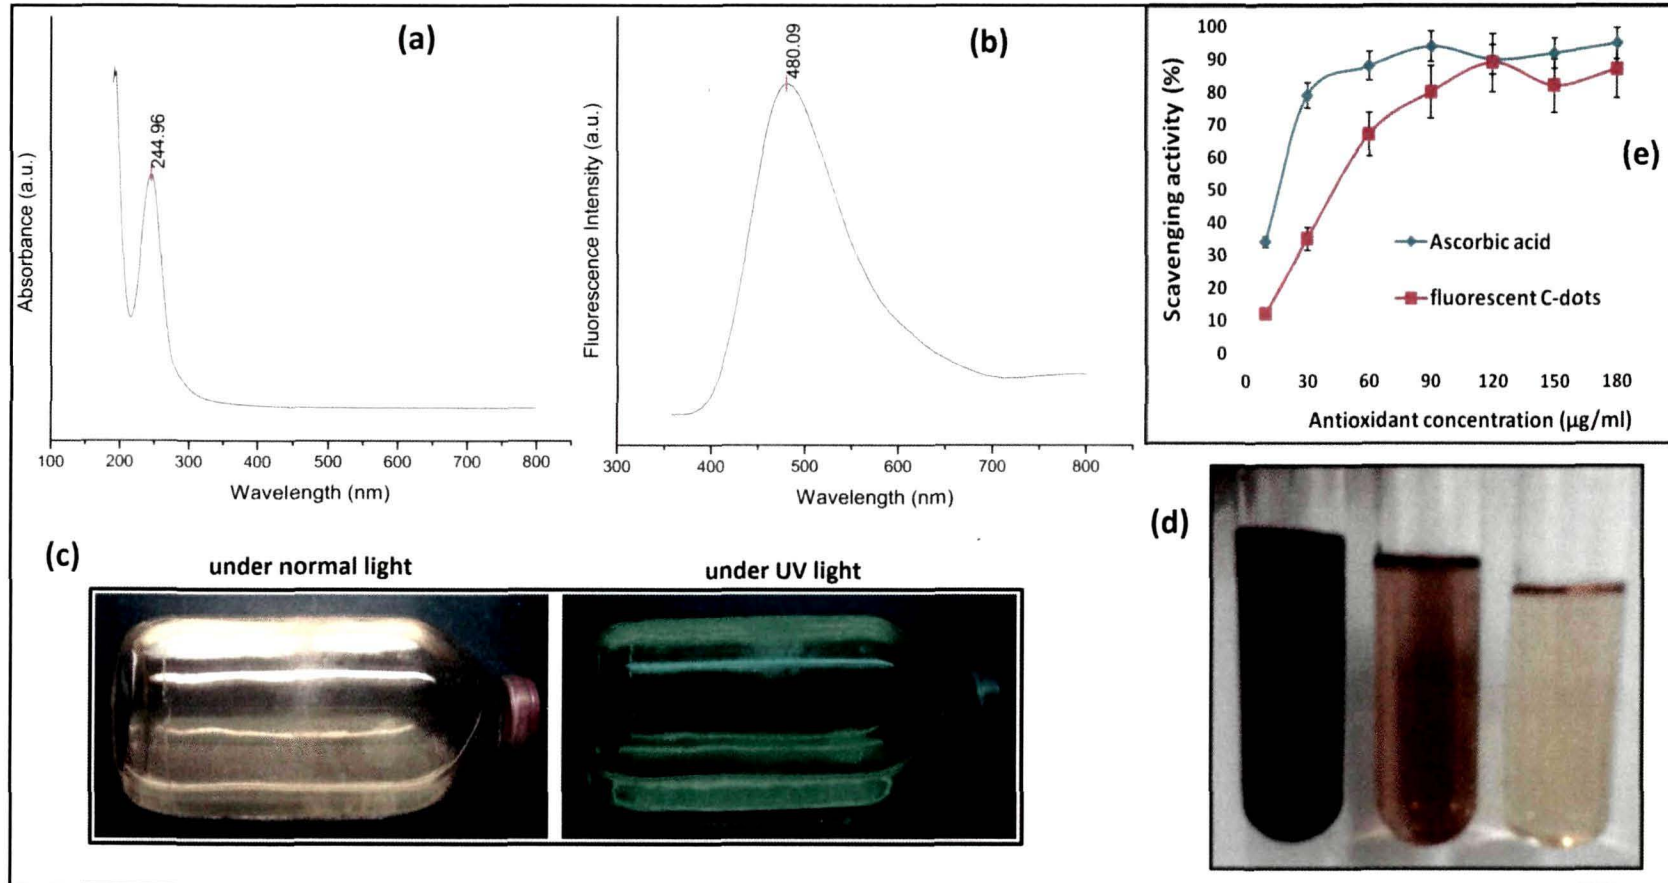 (a)
244.96
Absorbance (a.u.)
100 200 300 400 500 600 700 800
Wavelength (nm)
(b)
480.09
Fluorescence Intensity (a.u.)
300 400 500 600 700 800
Wavelength (nm)
(e)
100
90
80
70
60
50
40
30
20
10
0
Scavenging activity (%)
Ascorbic acid
fluorescent C-dots
0 30 60 90 120 150 180
Antioxidant concentration (µg/ml)
(c)
under normal light
under UV light
(d)